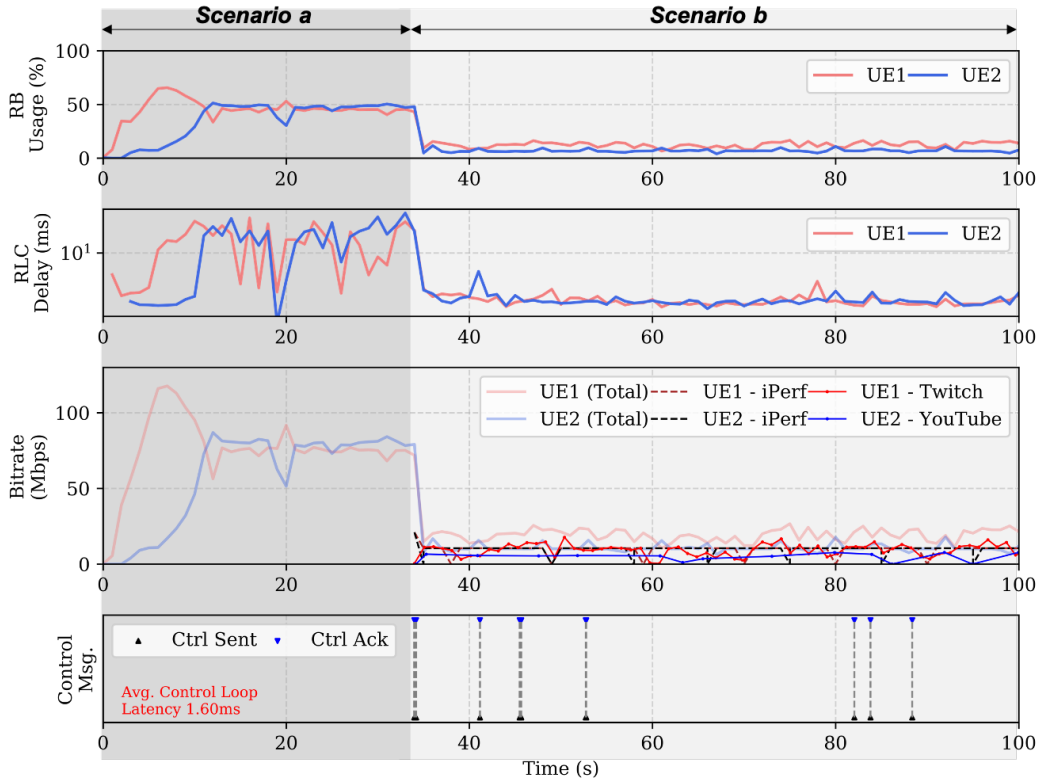 Scenario a
Scenario b
RB
Usage (%)
100
50
0
UE1
UE2
0
20
40
60
80
100
RLC
Delay (ms)
10¹
UE1
UE2
0
20
40
60
80
100
Bitrate
(Mbps)
100
50
0
UE1 (Total)
UE1 - iPerf
UE1 - Twitch
UE2 (Total)
UE2 - iPerf
UE2 - YouTube
0
20
40
60
80
100
Control
Msg.
Ctrl Sent
Ctrl Ack
Avg. Control Loop
Latency 1.60ms
0
20
40
60
80
100
Time (s)